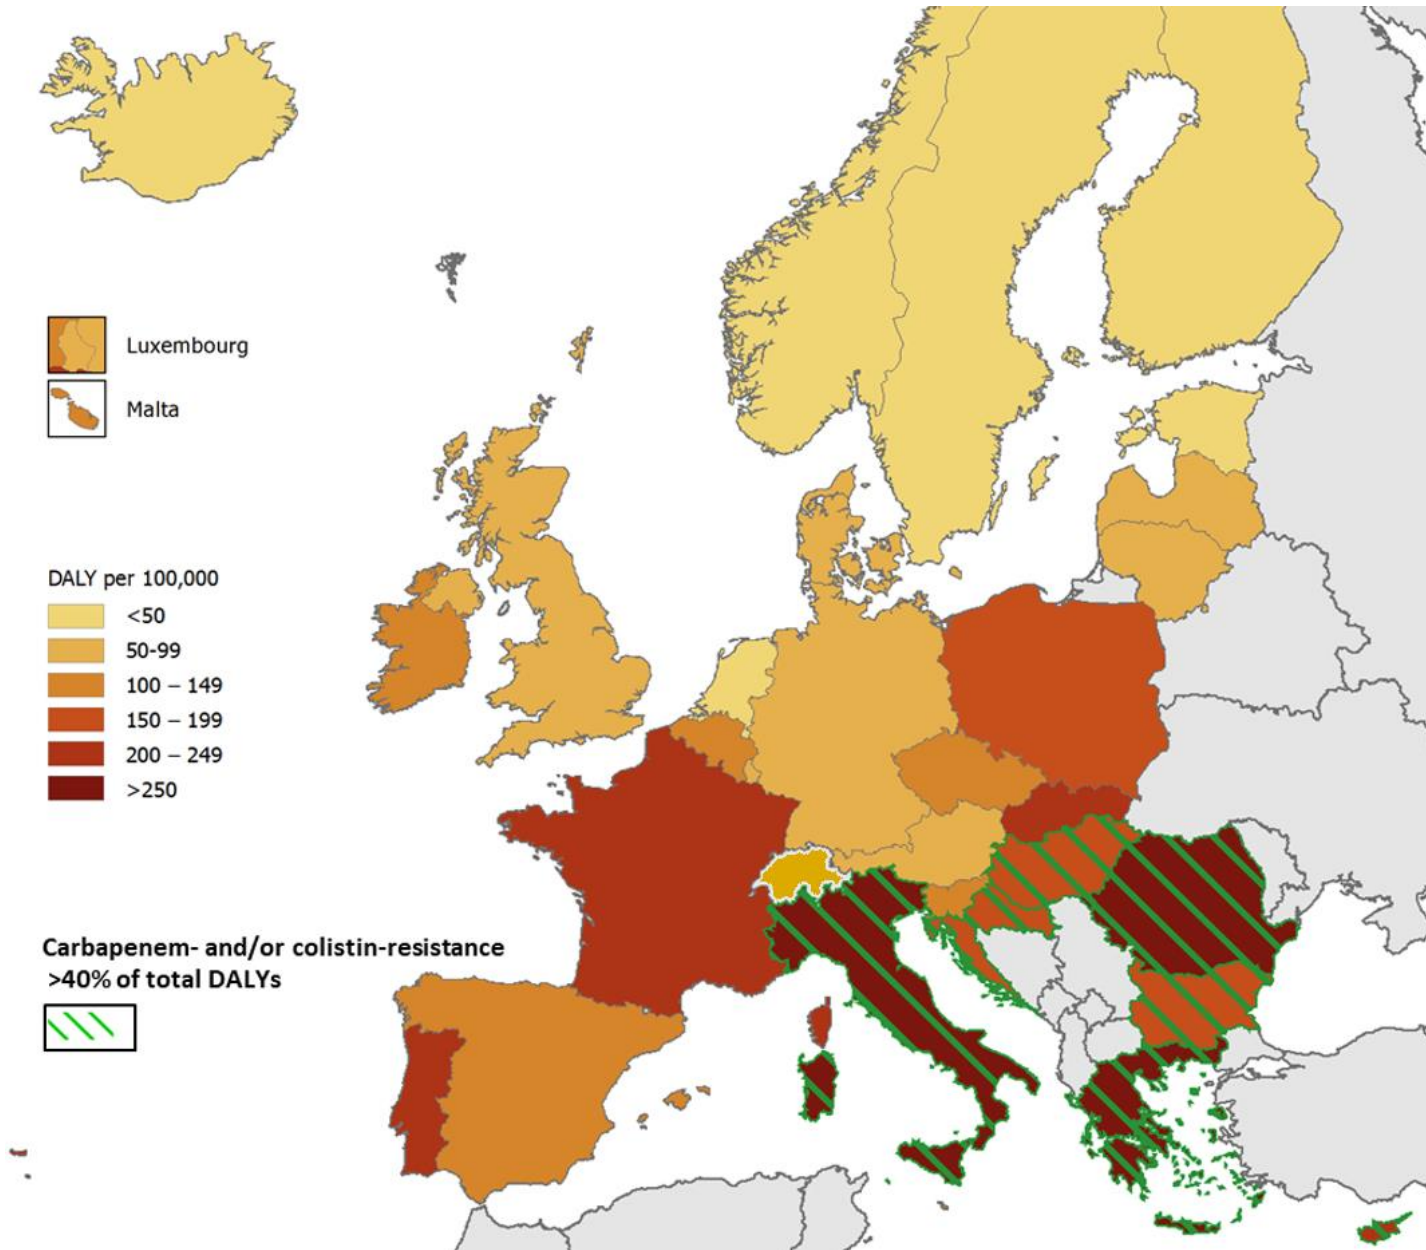 Luxembourg
Malta
DALY per 100,000
<50
50-99
100 – 149
150 – 199
200 – 249
>250
Carbapenem- and/or colistin-resistance
>40% of total DALYs